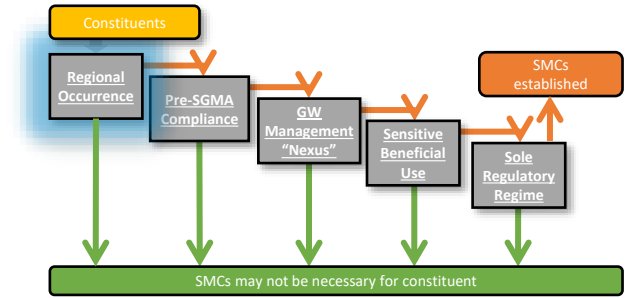 Constituents
Regional
Occurrence
Pre-SGMA
Compliance
GW
Management
“Nexus”
Sensitive
Beneficial
Use
Sole
Regulatory
Regime
SMCs
established
SMCs may not be necessary for constituent